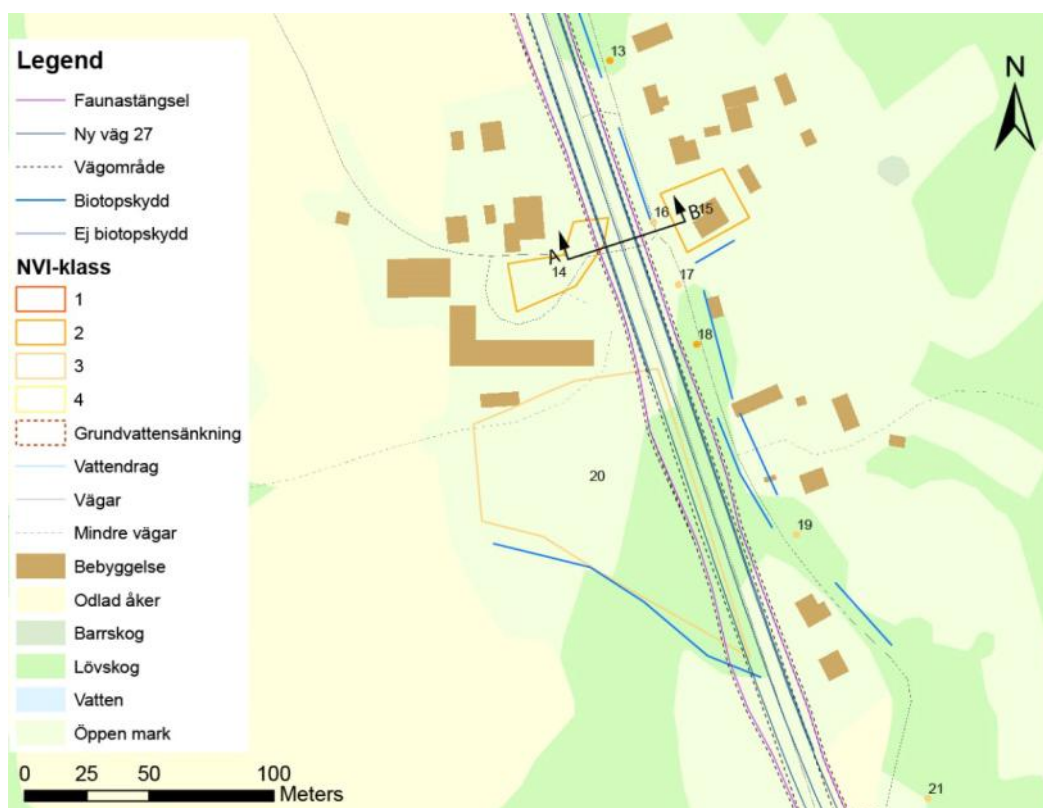 Legend
Faunastängsel
Ny väg 27
Vägområde
Biotopskydd
Ej biotopskydd
NVI-klass
1
2
3
4
Grundvattensänkning
Vattendrag
Vägar
Mindre vägar
Bebyggelse
Odlad åker
Barrskog
Lövskog
Vatten
Öppen mark
0 25 50 100
Meters
N
13
16
15
B
A
14
17
18
20
19
21